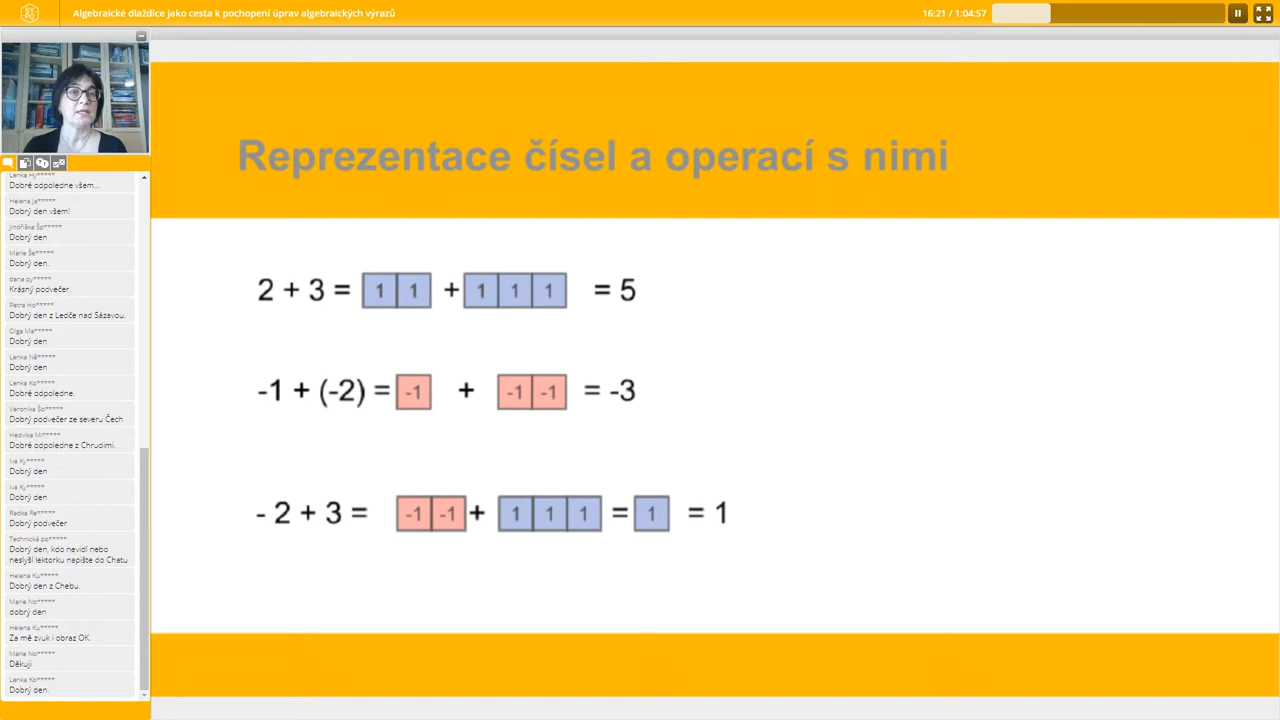 Algebraické dlaždice jako cesta k pochopení úprav algebraických výrazů
16:21 / 1:04:57
Reprezentace čísel a operací s nimi
2 + 3 = 1 1 + 1 1 1 = 5
-1 + (-2) = -1 + -1 -1 = -3
- 2 + 3 = -1 -1 + 1 1 1 = 1 = 1
Lenka Hy*****
Dobré odpoledne všem...
Helena Ja*****
Dobrý den všem!
Jindřiška Šp*****
Dobrý den
Marie Še*****
Dobrý den.
dana py*****
Krásný podvečer.
Petra Ho*****
Dobrý den z Ledče nad Sázavou.
Olga Ma*****
Dobrý den
Lenka Ně*****
Dobrý den
Lenka Ko*****
Dobré odpoledne.
Veronika Šo*****
Dobrý podvečer ze severu Čech
Hedvika Mi*****
Dobré odpoledne z Chrudimi.
Iva Ky*****
Dobrý den
Iva Ky*****
Dobrý den
Radka Re*****
Dobrý podvečer
Technická po*****
Dobrý den, kdo nevidí nebo
neslyší lektorku napište do Chatu
Helena Ku*****
Dobrý den z Chebu.
Marie No*****
dobrý den
Helena Ku*****
Za mě zvuk i obraz OK.
Marie No*****
Děkuji
Lenka Ko*****
Dobrý den.